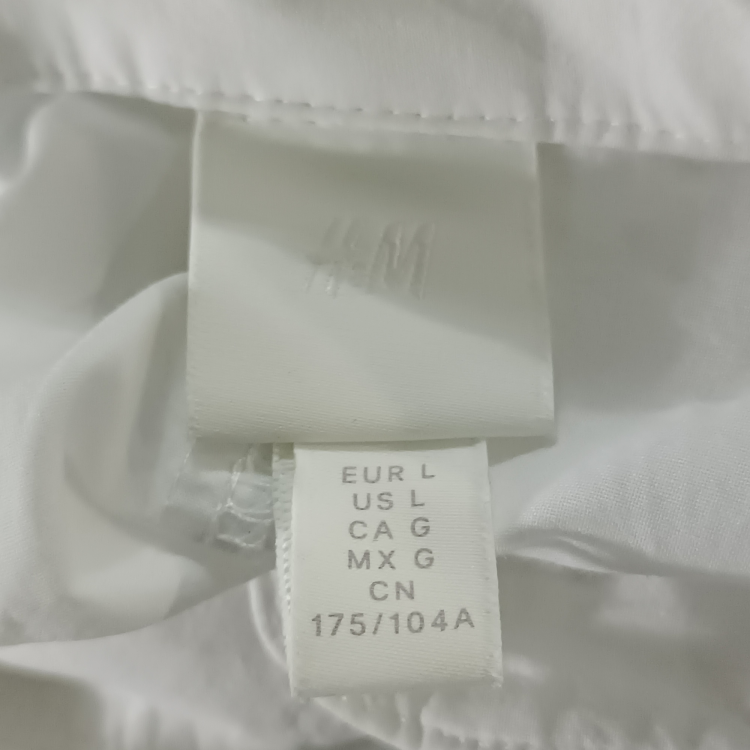 H&M
EUR L
US L
CA G
MX G
CN
175/104A